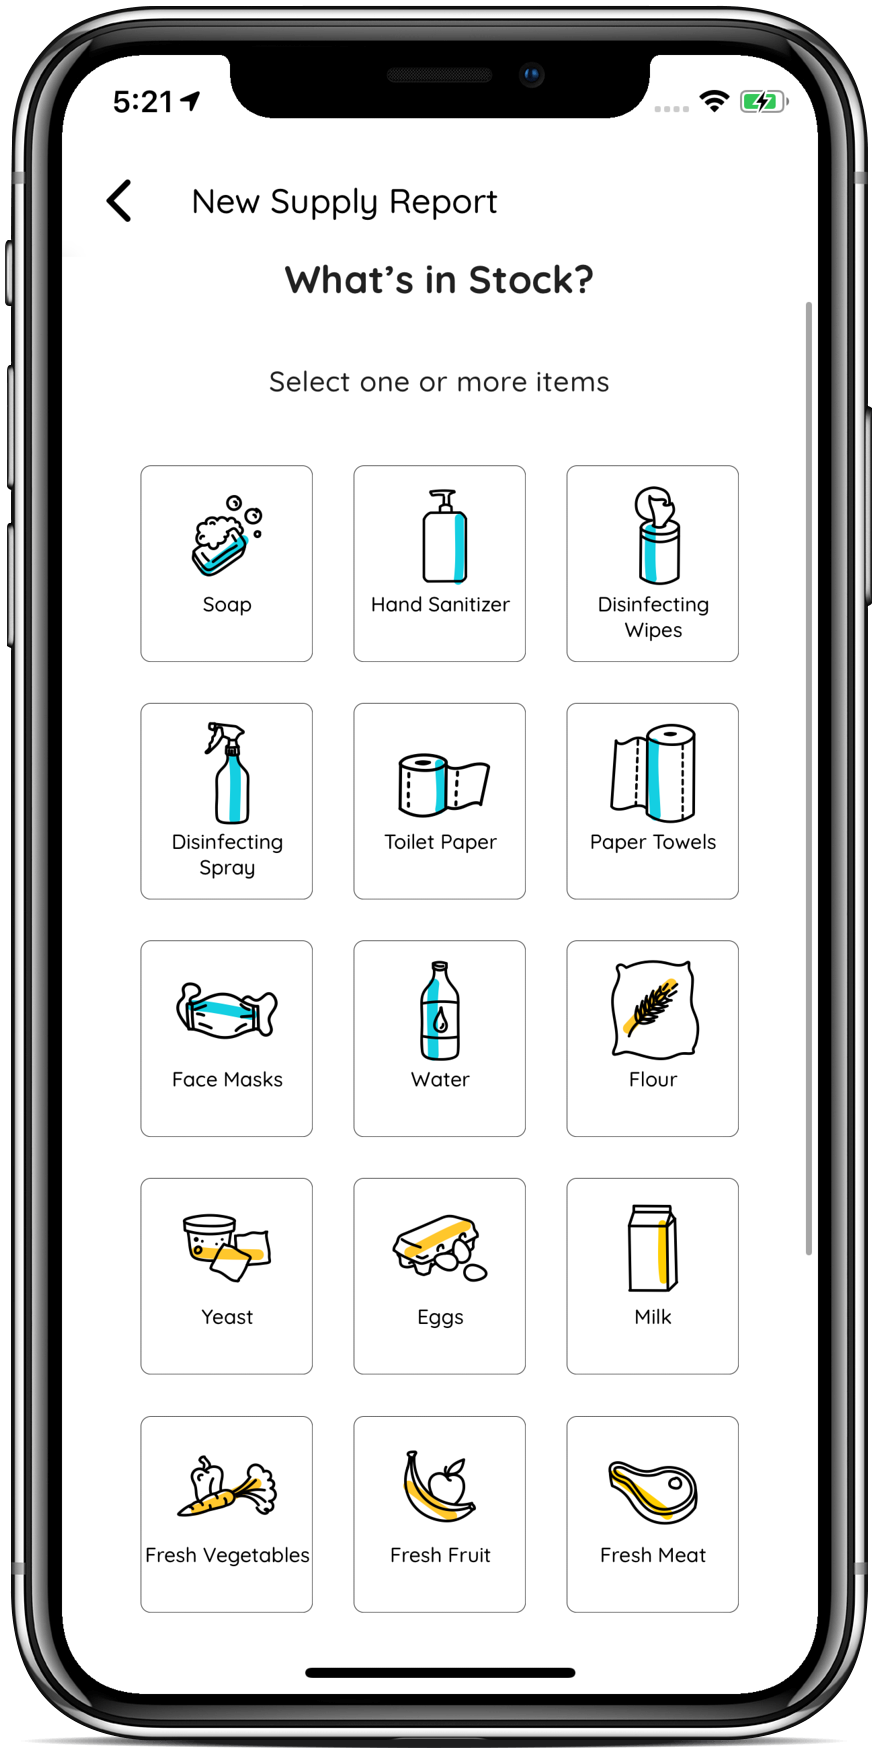 5:21
New Supply Report
What's in Stock?
Select one or more items
Soap
Hand Sanitizer
Disinfecting
Wipes
Disinfecting
Spray
Toilet Paper
Paper Towels
Face Masks
Water
Flour
Yeast
Eggs
Milk
Fresh Vegetables
Fresh Fruit
Fresh Meat